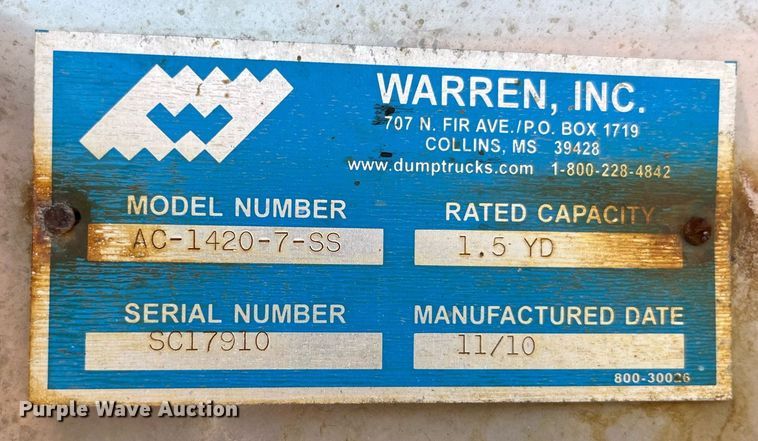 WARREN, INC.
707 N. FIR AVE./P.O. BOX 1719
COLLINS, MS 39428
www.dumptrucks.com 1-800-228-4842
MODEL NUMBER
AC-1420-7-SS
RATED CAPACITY
1.5 YD
SERIAL NUMBER
SC17910
MANUFACTURED DATE
11/10
800-30026
Purple Wave Auction